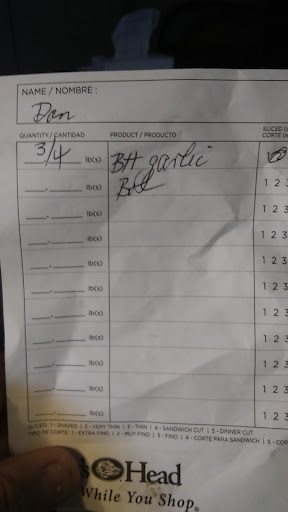 NAME / NOMBRE :
Dan
QUANTITY / CANTIDAD PRODUCT / PRODUCTO SLICED
CORTE
3/4 lb(s) BH garlic
lb(s) 1 2 3
lb(s) 1 2 3
lb(s) 1 2 3
lb(s) 1 2 3
lb(s) 1 2 3
lb(s) 1 2 3
lb(s) 1 2 3
lb(s) 1 2 3
lb(s) 1 2 3
lb(s) 1 2 3
SLICED: 1 - SHAVED | 2 - VERY THIN | 3 - THIN | 4 - SANDWICH CUT | 5 - DINNER CUT
TIPO DE CORTE: 1 - EXTRA FINO | 2 - MUY FINO | 3 - FINO | 4 - CORTE PARA SANDWICH | 5 - COR
Head
While You Shop.